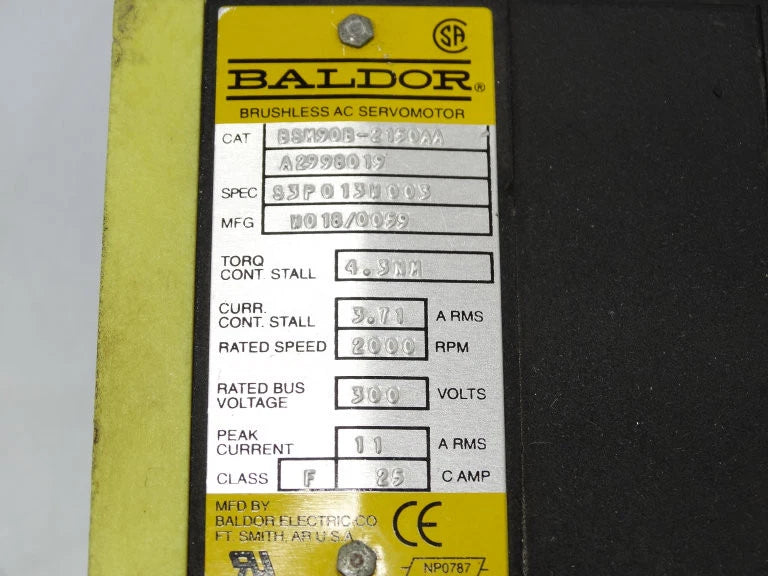 SA
BALDOR®
BRUSHLESS AC SERVOMOTOR
CAT BSM90B-2150AA
A2998019
SPEC S3P013W003
MFG W018/0059
TORQ
CONT. STALL 4.3NM
CURR.
CONT. STALL 3.71 A RMS
RATED SPEED 2000 RPM
RATED BUS
VOLTAGE 300 VOLTS
PEAK
CURRENT 11 A RMS
CLASS F 25 C AMP
MFD BY
BALDOR ELECTRIC CO
FT. SMITH, AR U.S.A.
CE
NP0787